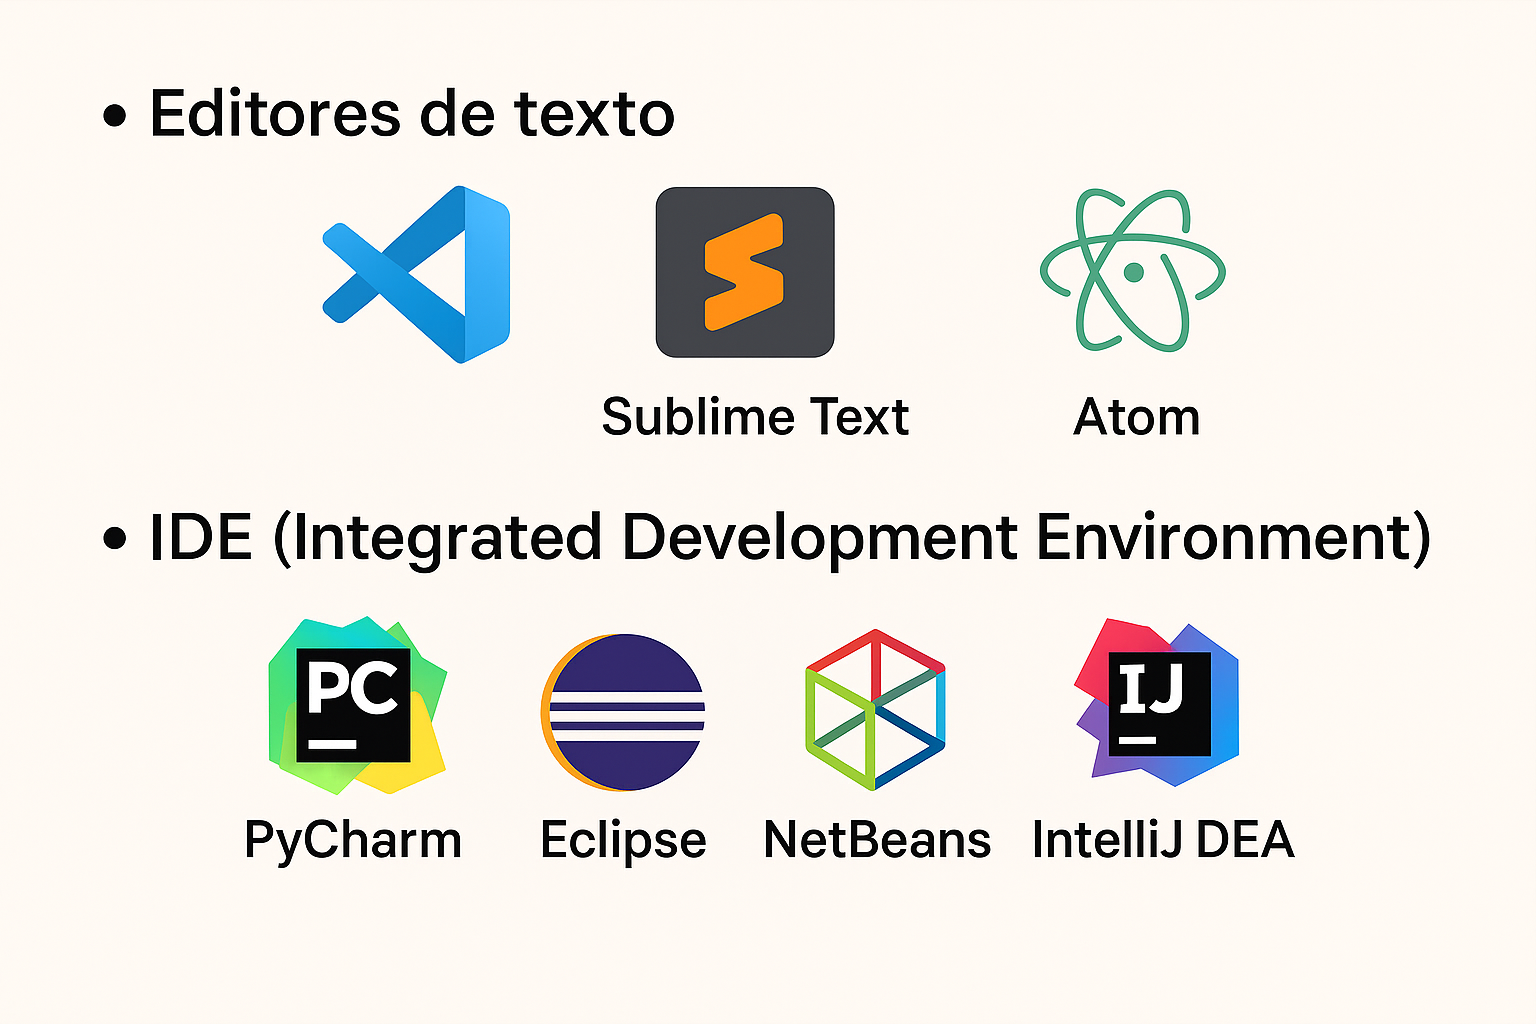 • Editores de texto
Sublime Text
Atom
• IDE (Integrated Development Environment)
PC
IJ
PyCharm
Eclipse
NetBeans
IntelliJ DEA